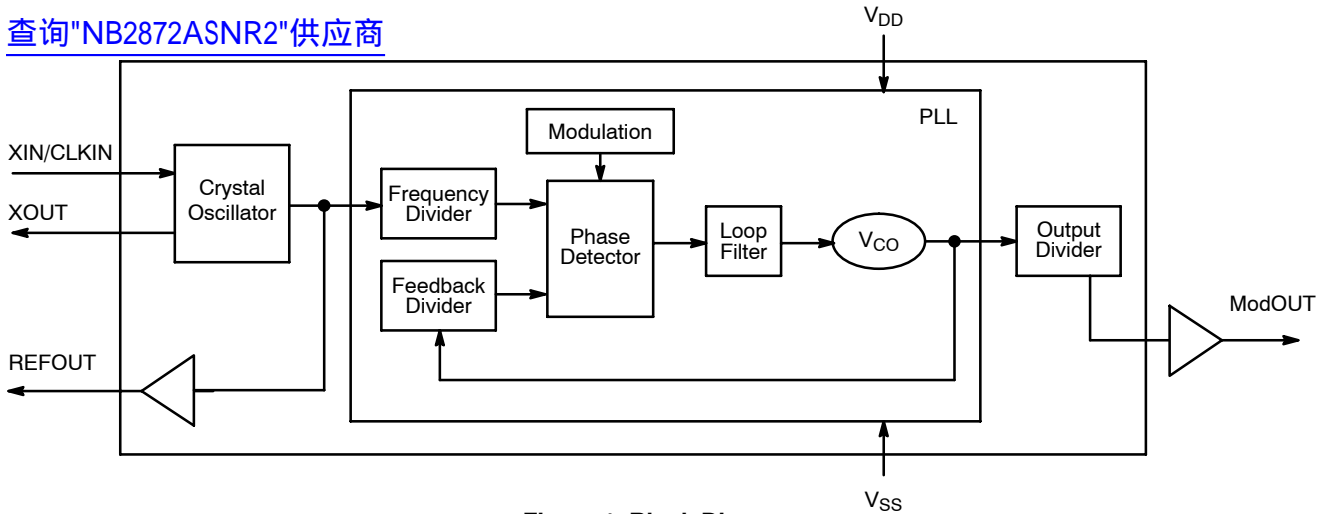 查询"NB2872ASNR2"供应商
VDD
PLL
Modulation
XIN/CLKIN
Crystal
Oscillator
XOUT
Frequency
Divider
Phase
Detector
Loop
Filter
VCO
Output
Divider
Feedback
Divider
ModOUT
REFOUT
VSS